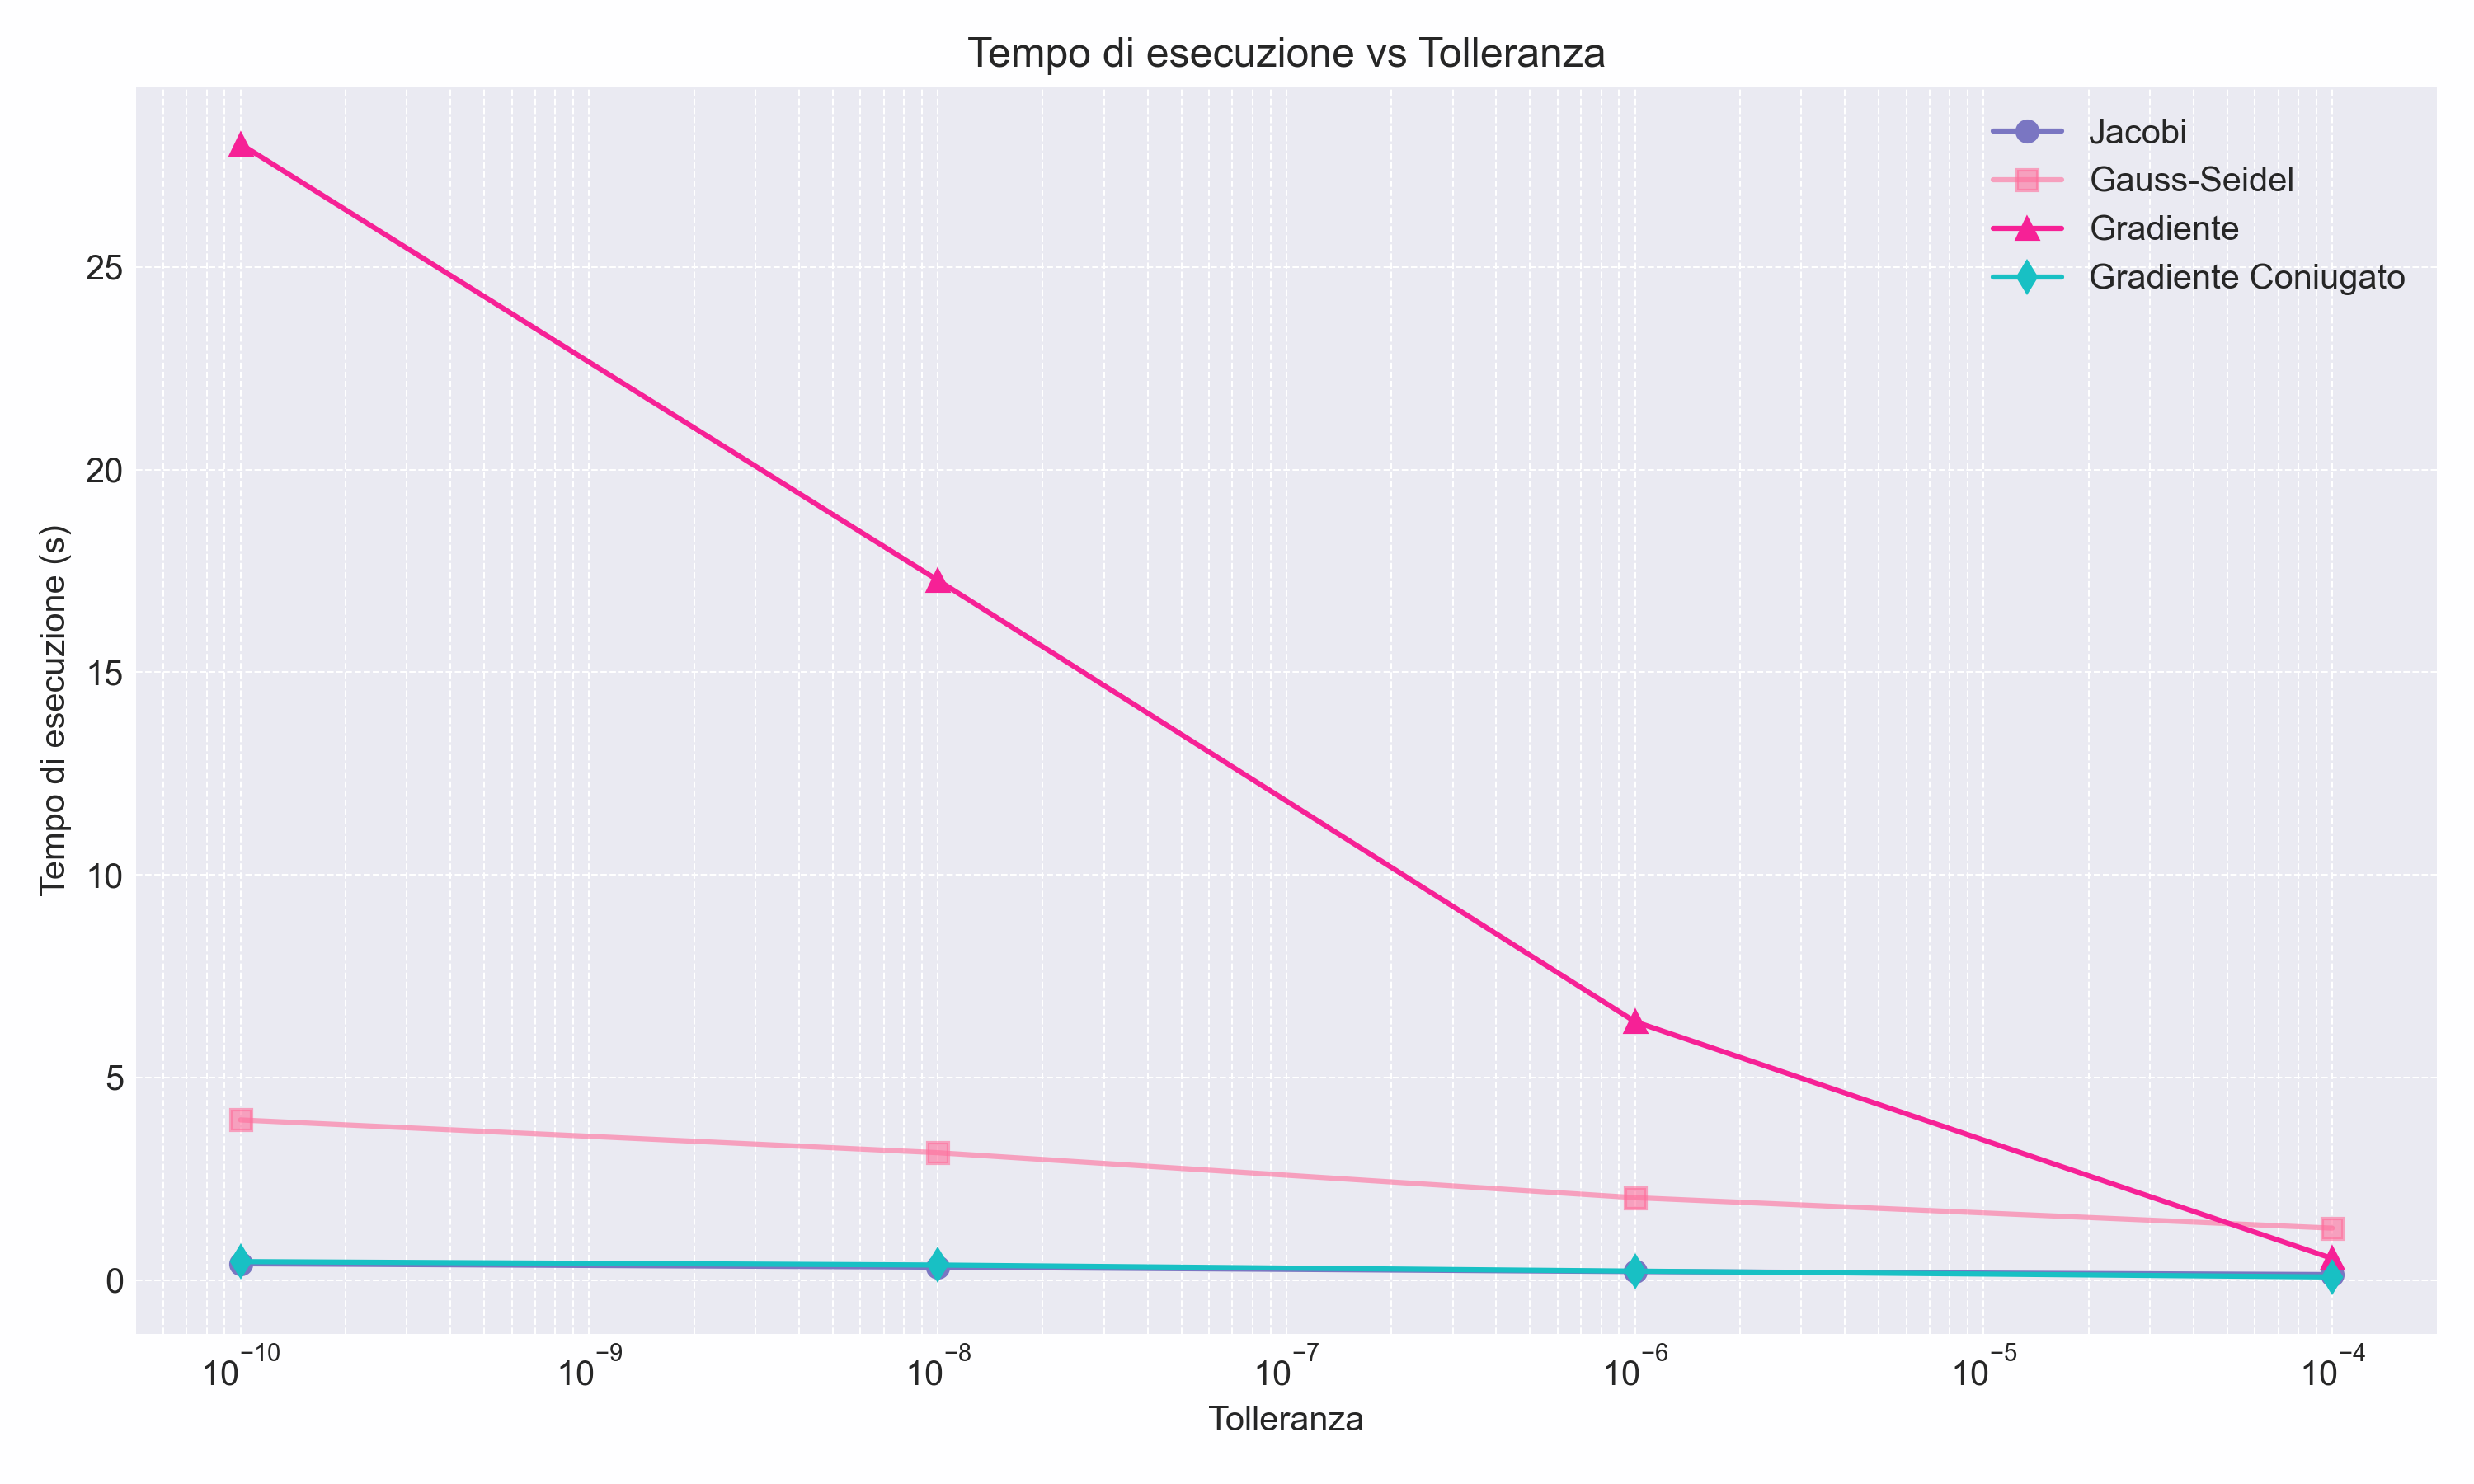 Tempo di esecuzione vs Tolleranza
Jacobi
Gauss-Seidel
Gradiente
Gradiente Coniugato
Tempo di esecuzione (s)
25
20
15
10
5
0
10⁻¹⁰ 10⁻⁹ 10⁻⁸ 10⁻⁷ 10⁻⁶ 10⁻⁵ 10⁻⁴
Tolleranza